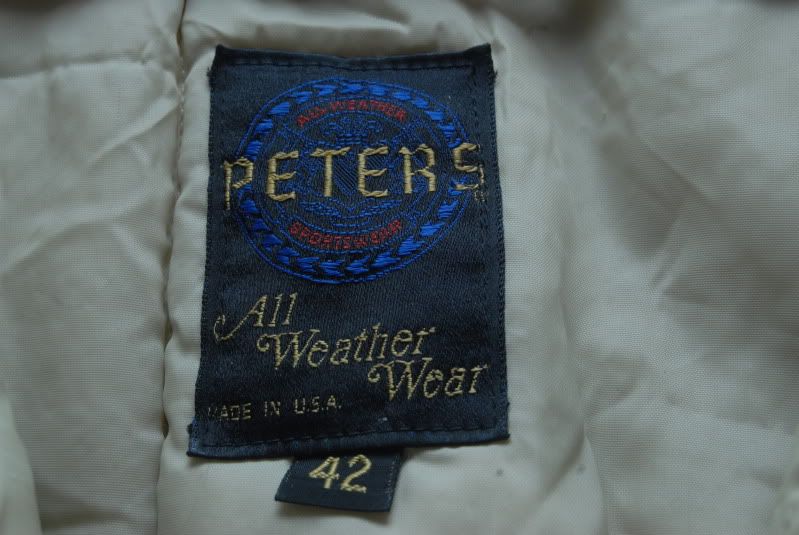 ALL-WEATHER
PETERS
SPORTSWEAR
All
Weather
Wear
MADE IN U.S.A.
42